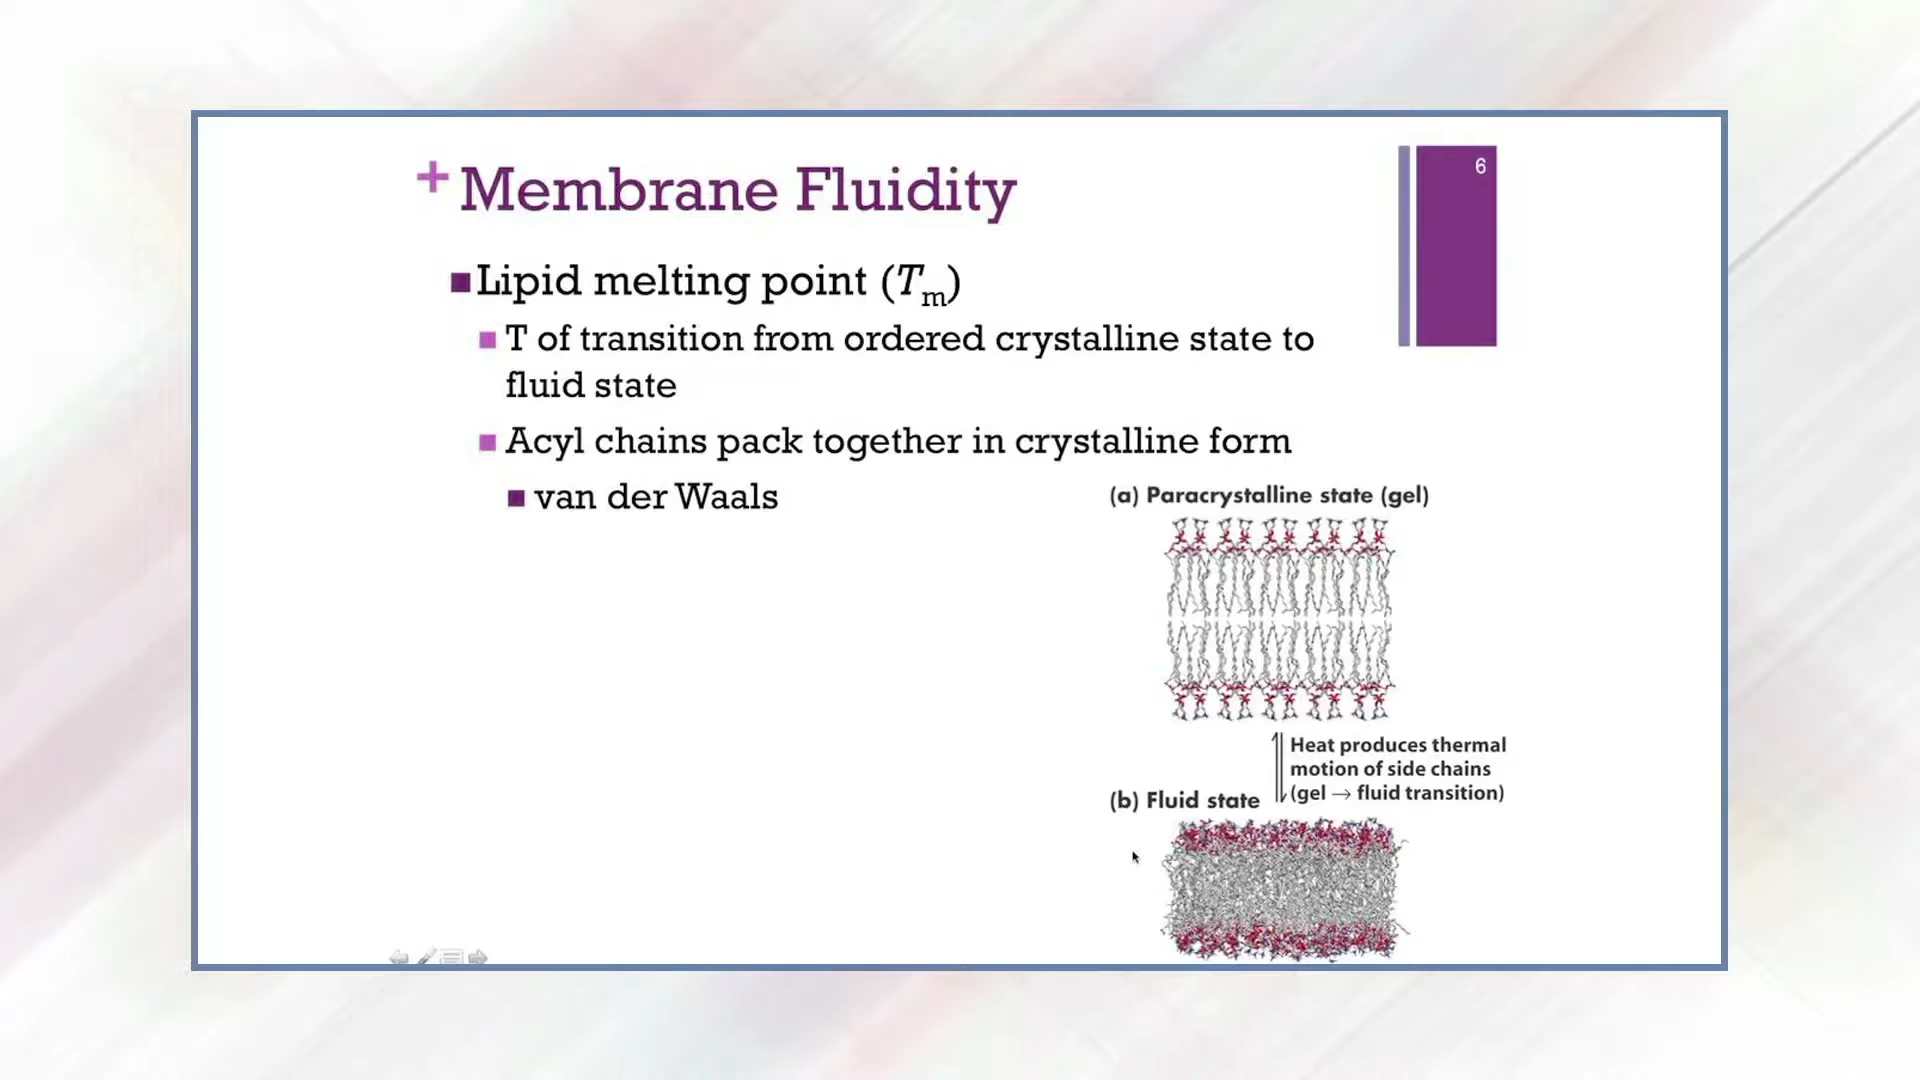 + Membrane Fluidity
6
Lipid melting point (Tm)
T of transition from ordered crystalline state to
fluid state
Acyl chains pack together in crystalline form
van der Waals
(a) Paracrystalline state (gel)
Heat produces thermal
motion of side chains
(gel → fluid transition)
(b) Fluid state